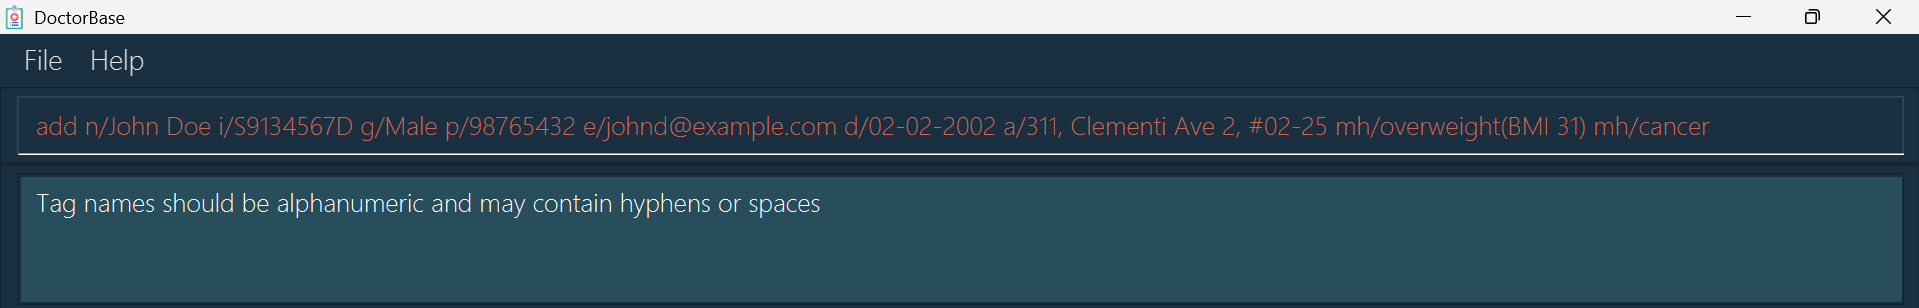 DoctorBase
File Help
add n/John Doe i/S9134567D g/Male p/98765432 e/johnd@example.com d/02-02-2002 a/311, Clementi Ave 2, #02-25 mh/overweight(BMI 31) mh/cancer
Tag names should be alphanumeric and may contain hyphens or spaces